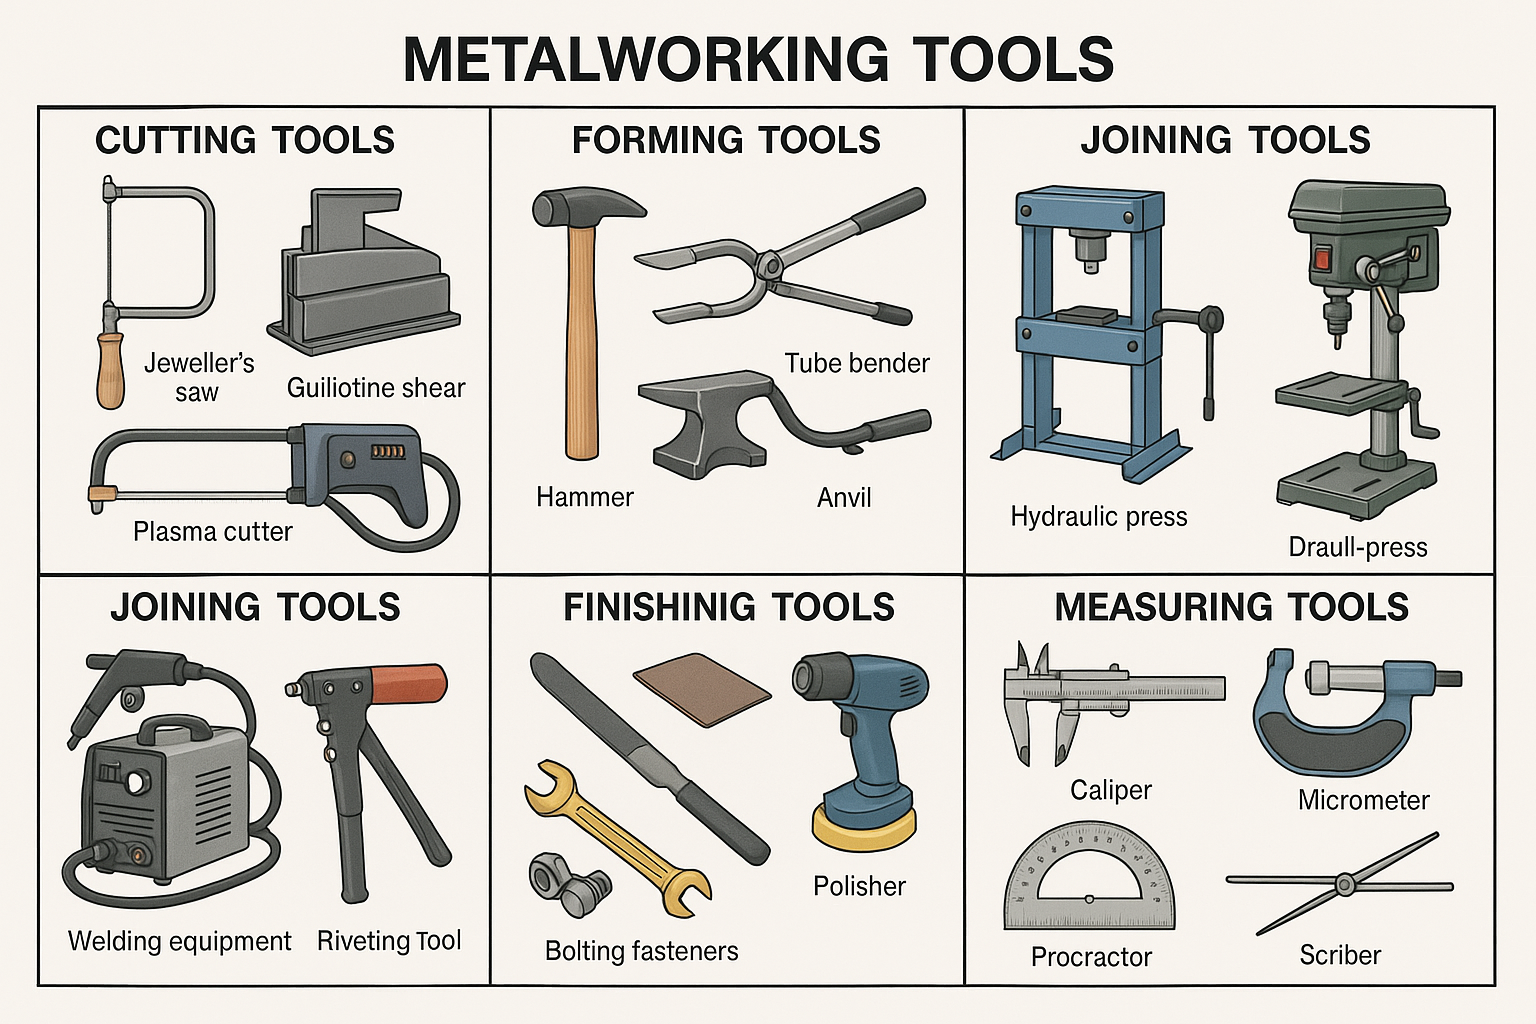 METALWORKING TOOLS
CUTTING TOOLS
Jeweller's
saw
Guiliotine shear
Plasma cutter
FORMING TOOLS
Tube bender
Hammer
Anvil
JOINING TOOLS
Hydraulic press
Draull-press
JOINING TOOLS
Welding equipment
Riveting Tool
FINISHINIG TOOLS
Polisher
Bolting fasteners
MEASURING TOOLS
Caliper
Micrometer
Procractor
Scriber